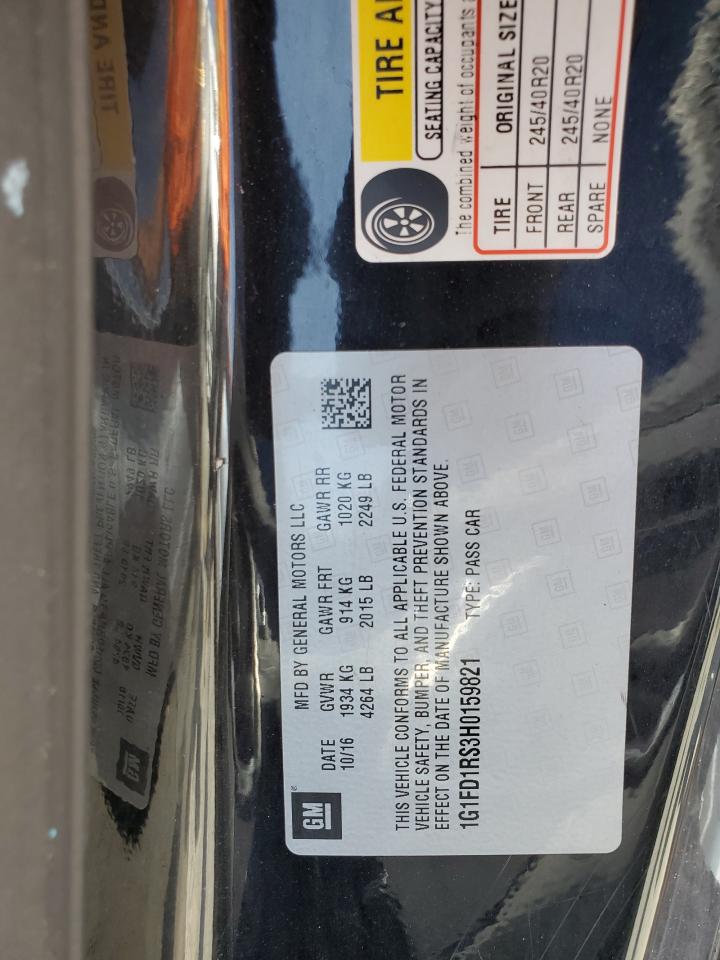 GM
MFD BY GENERAL MOTORS LLC
DATE GVWR GAWR FRT GAWR RR
10/16 1934 KG 914 KG 1020 KG
4264 LB 2015 LB 2249 LB
THIS VEHICLE CONFORMS TO ALL APPLICABLE U.S. FEDERAL MOTOR
VEHICLE SAFETY, BUMPER, AND THEFT PREVENTION STANDARDS IN
EFFECT ON THE DATE OF MANUFACTURE SHOWN ABOVE.
1G1FD1RS3H0159821 TYPE: PASS CAR
TIRE
SEATING CAPACITY
The combined weight of occupants
TIRE ORIGINAL SIZE
FRONT 245/40R20
REAR 245/40R20
SPARE NONE